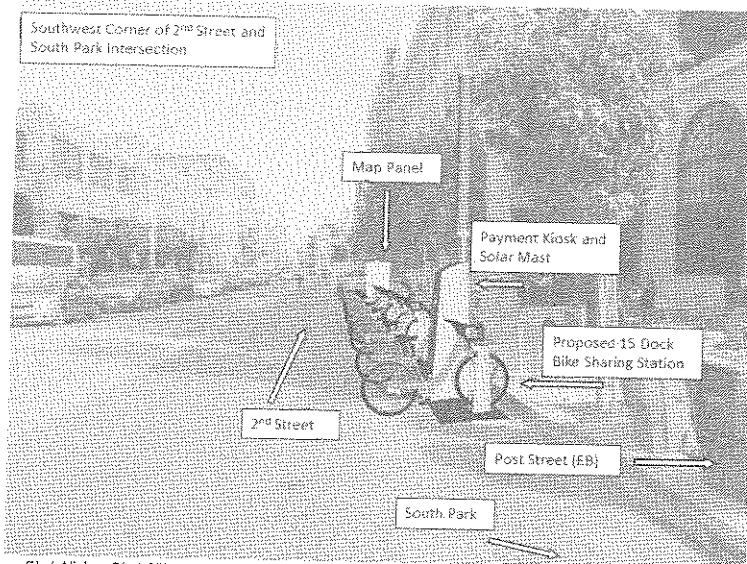 Southwest Corner of 2nd Street and
South Park Intersection
Map Panel
Payment Kiosk and
Solar Mast
Proposed 15 Dock
Bike Sharing Station
2nd Street
Post Street (EB)
South Park